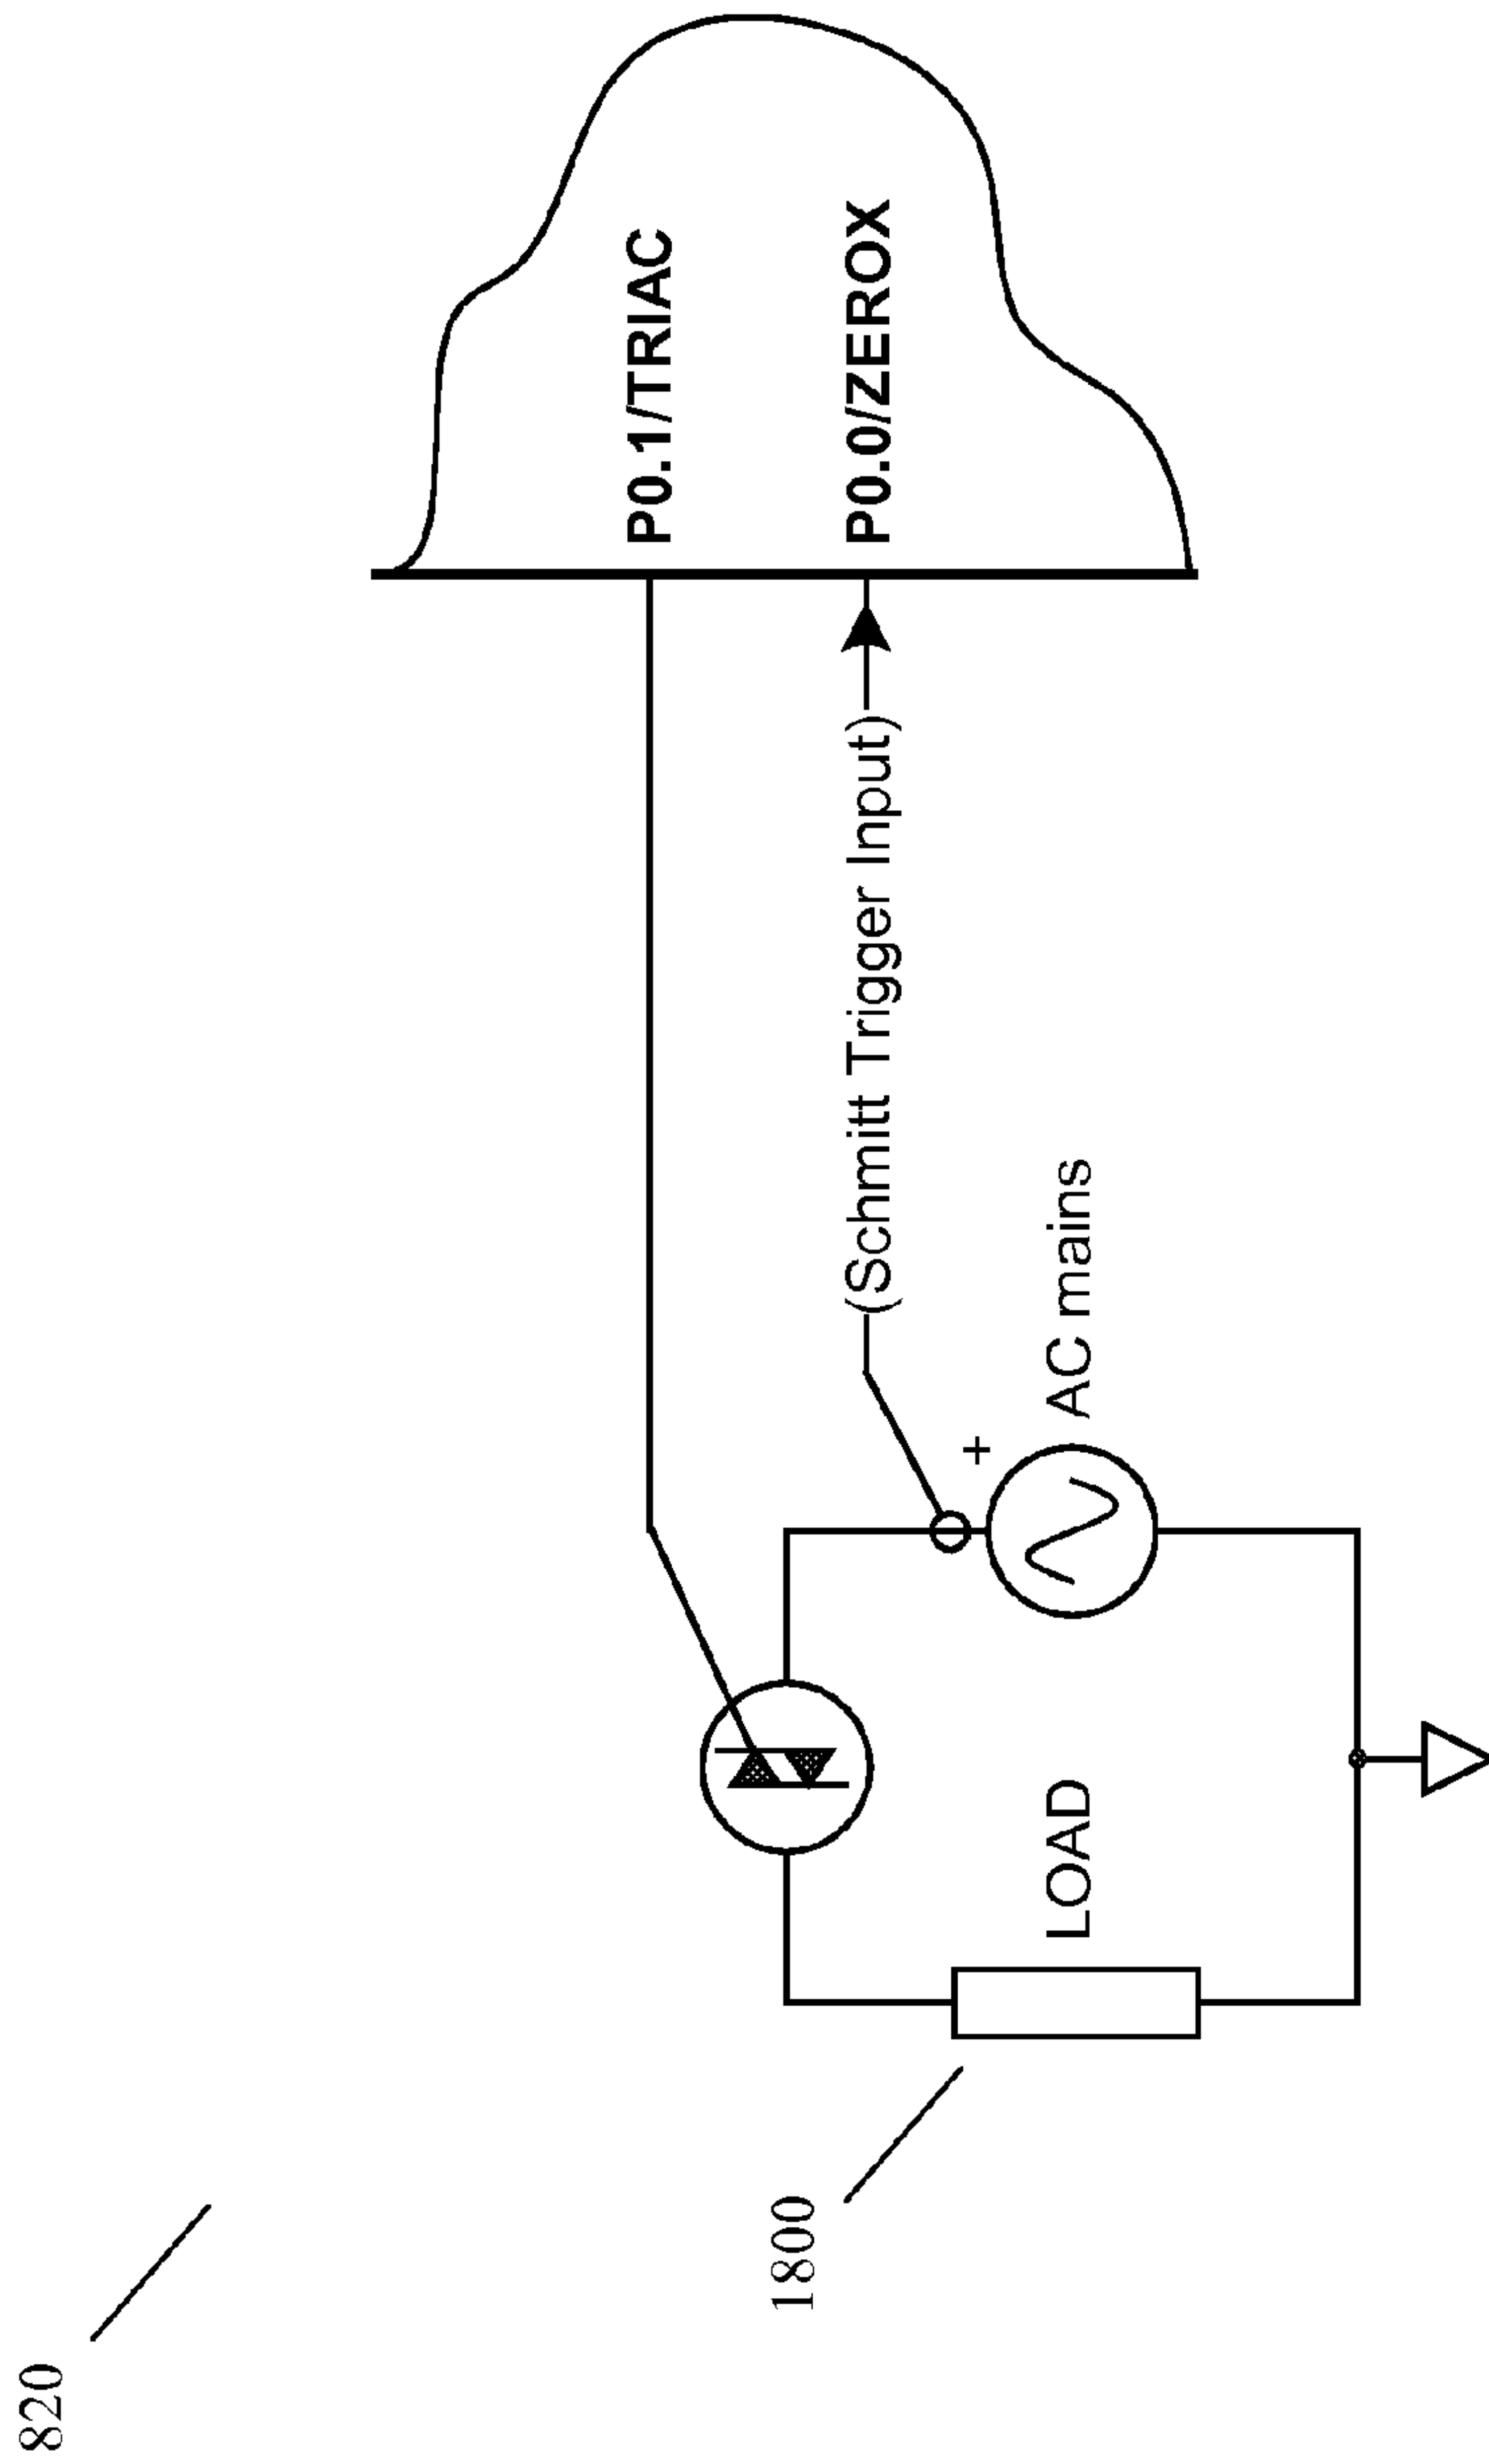 820
P0.1/TRIAC
P0.0/ZEROX
(Schmitt Trigger Input)
+
AC mains
LOAD
1800